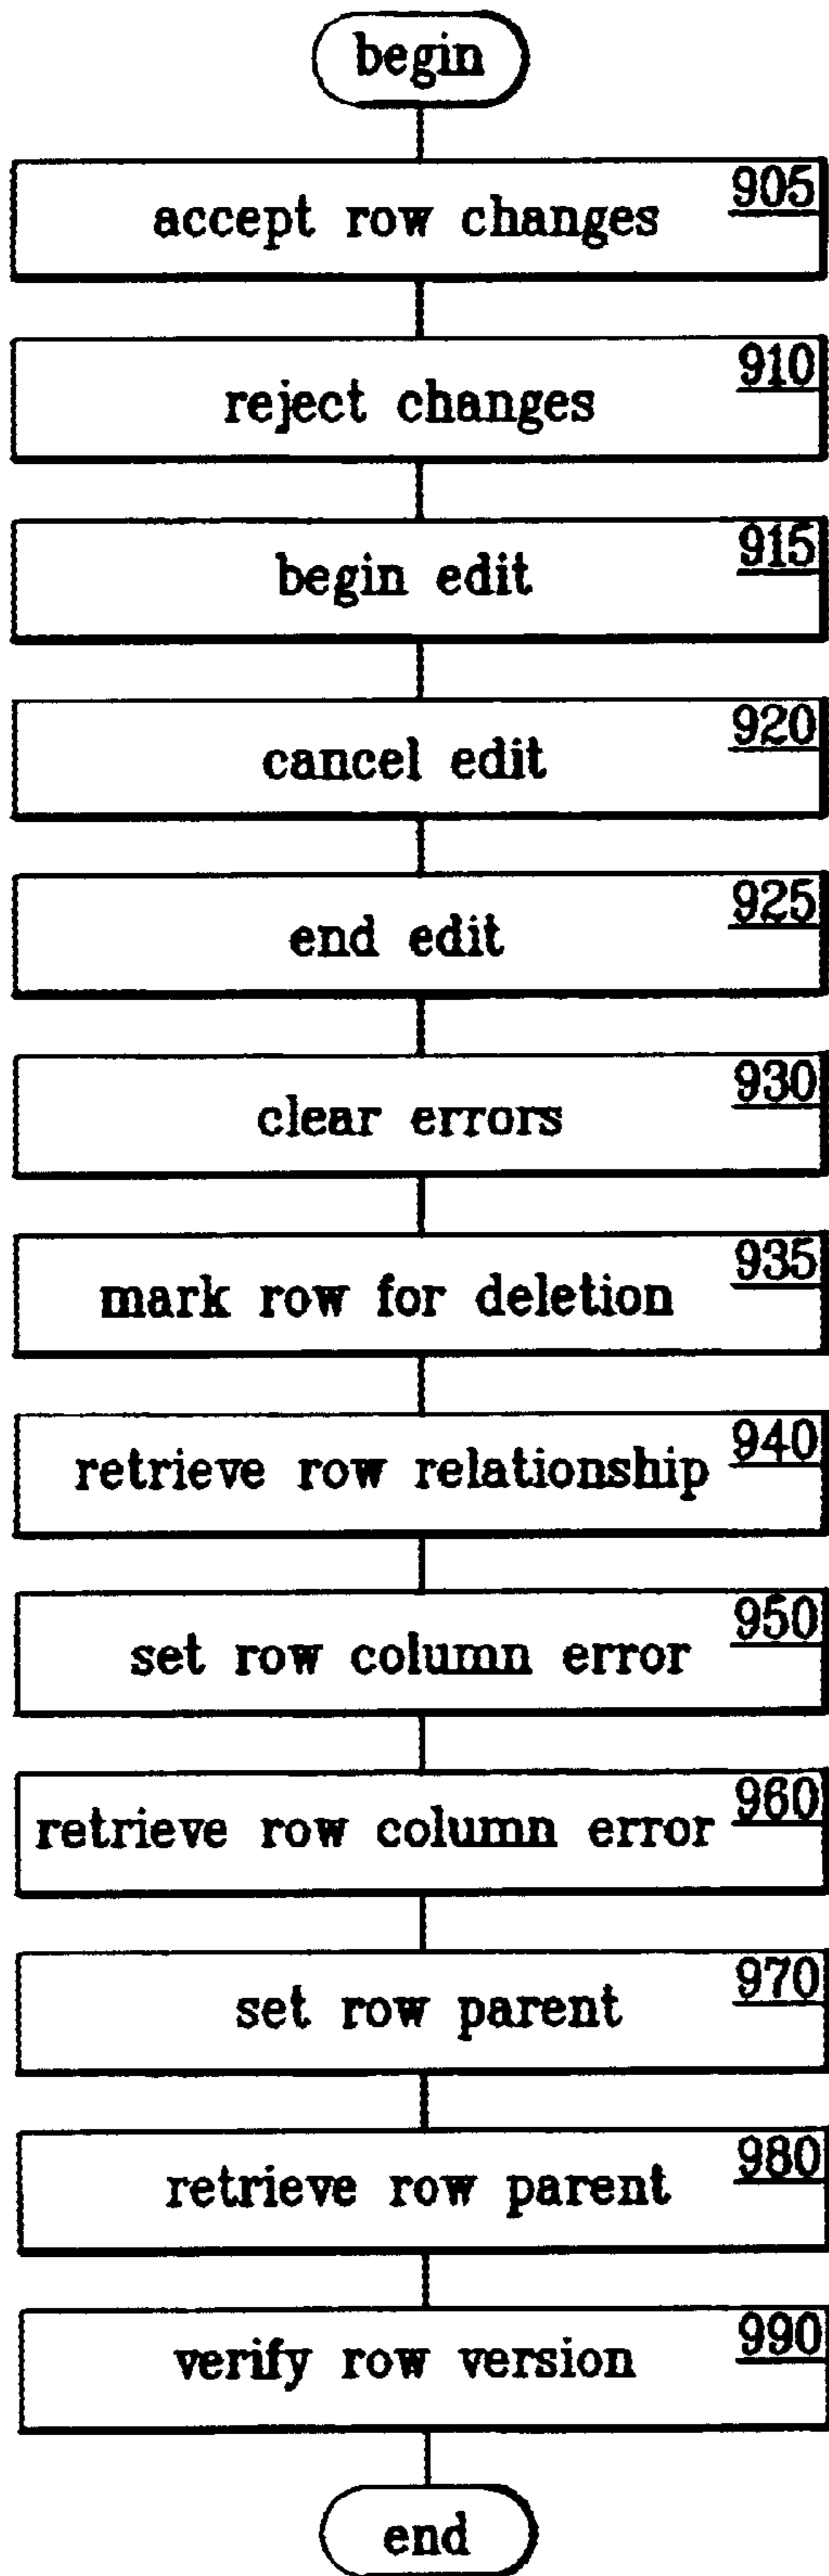 begin
905
accept row changes
910
reject changes
915
begin edit
920
cancel edit
925
end edit
930
clear errors
935
mark row for deletion
940
retrieve row relationship
950
set row column error
960
retrieve row column error
970
set row parent
980
retrieve row parent
990
verify row version
end